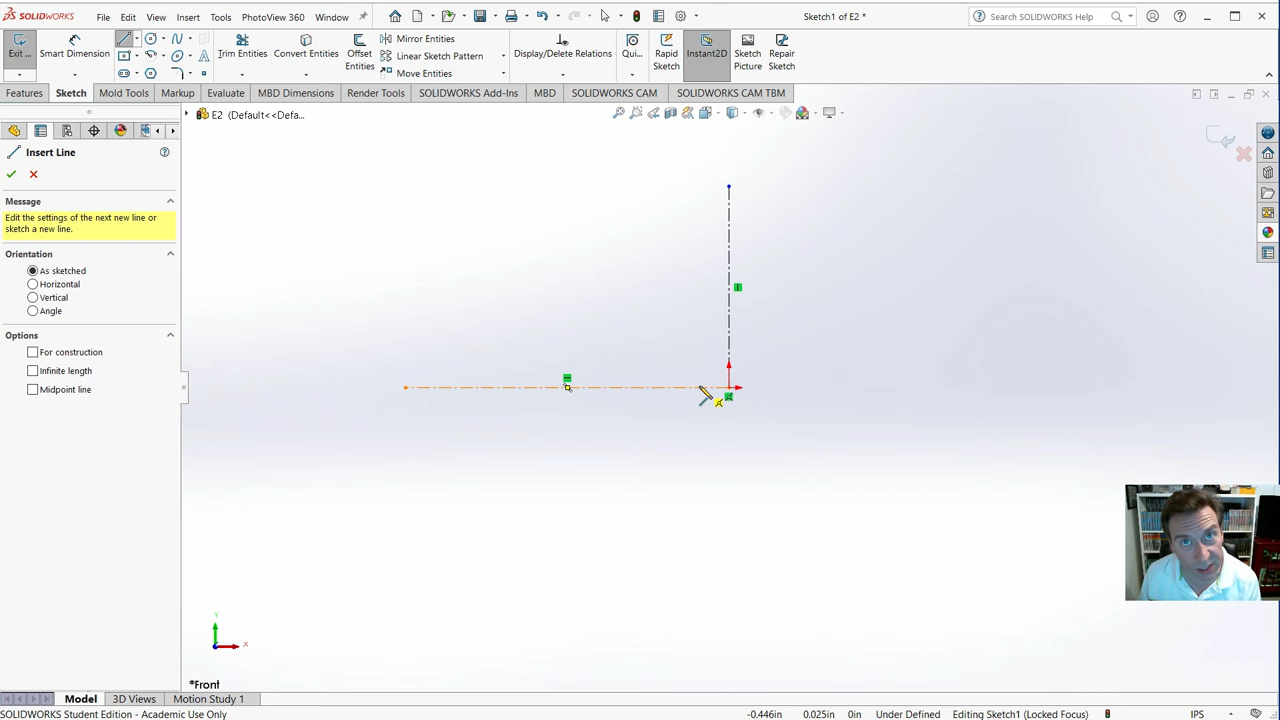 SOLIDWORKS File Edit View Insert Tools PhotoView 360 Window Sketch1 of E2 * Search SOLIDWORKS Help
Exit ... Smart Dimension Trim Entities Convert Entities Offset Entities Mirror Entities Linear Sketch Pattern Move Entities Display/Delete Relations Qui... Rapid Sketch Instant2D Sketch Picture Repair Sketch
Features Sketch Mold Tools Markup Evaluate MBD Dimensions Render Tools SOLIDWORKS Add-Ins MBD SOLIDWORKS CAM SOLIDWORKS CAM TBM
E2 (Default<<Defa...
Insert Line
Message
Edit the settings of the next new line or
sketch a new line.
Orientation
As sketched
Horizontal
Vertical
Angle
Options
For construction
Infinite length
Midpoint line
Y
X
*Front
Model 3D Views Motion Study 1
SOLIDWORKS Student Edition - Academic Use Only -0.446in 0.025in 0in Under Defined Editing Sketch1 (Locked Focus) IPS